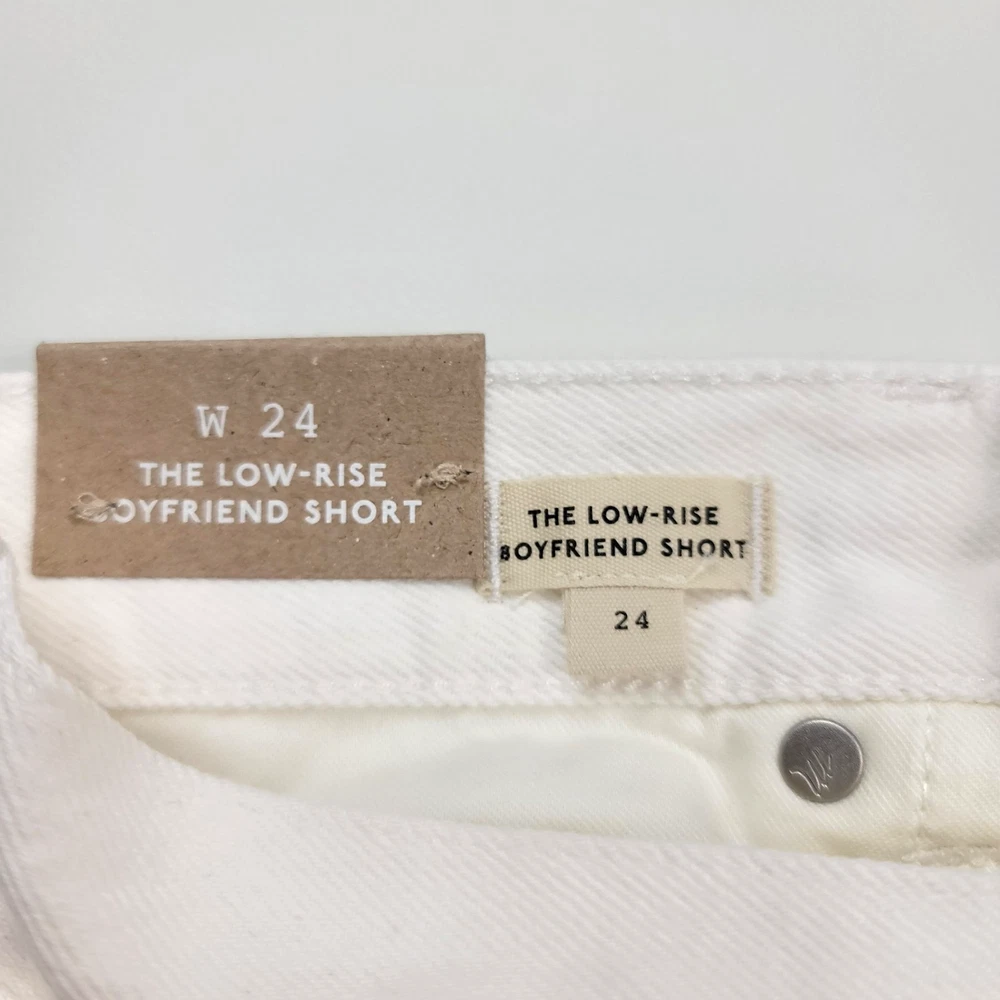 W 24
THE LOW-RISE
BOYFRIEND SHORT
THE LOW-RISE
BOYFRIEND SHORT
24